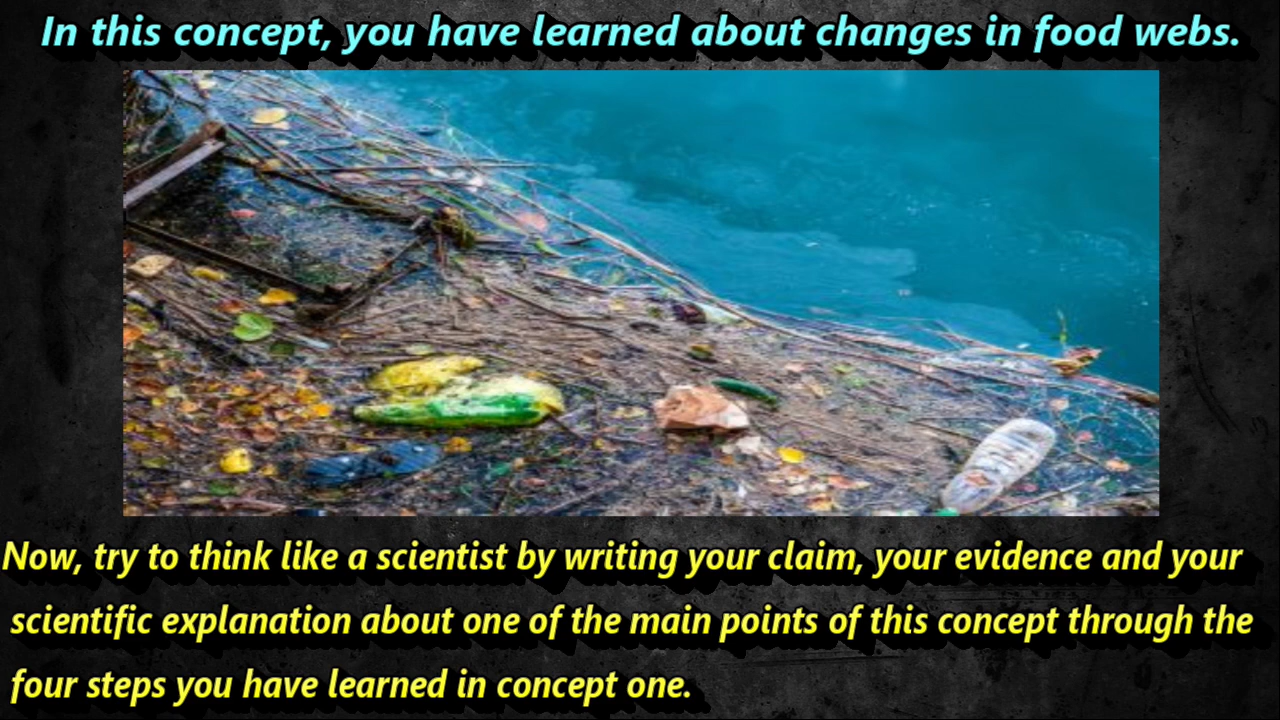 In this concept, you have learned about changes in food webs.
Now, try to think like a scientist by writing your claim, your evidence and your
scientific explanation about one of the main points of this concept through the
four steps you have learned in concept one.